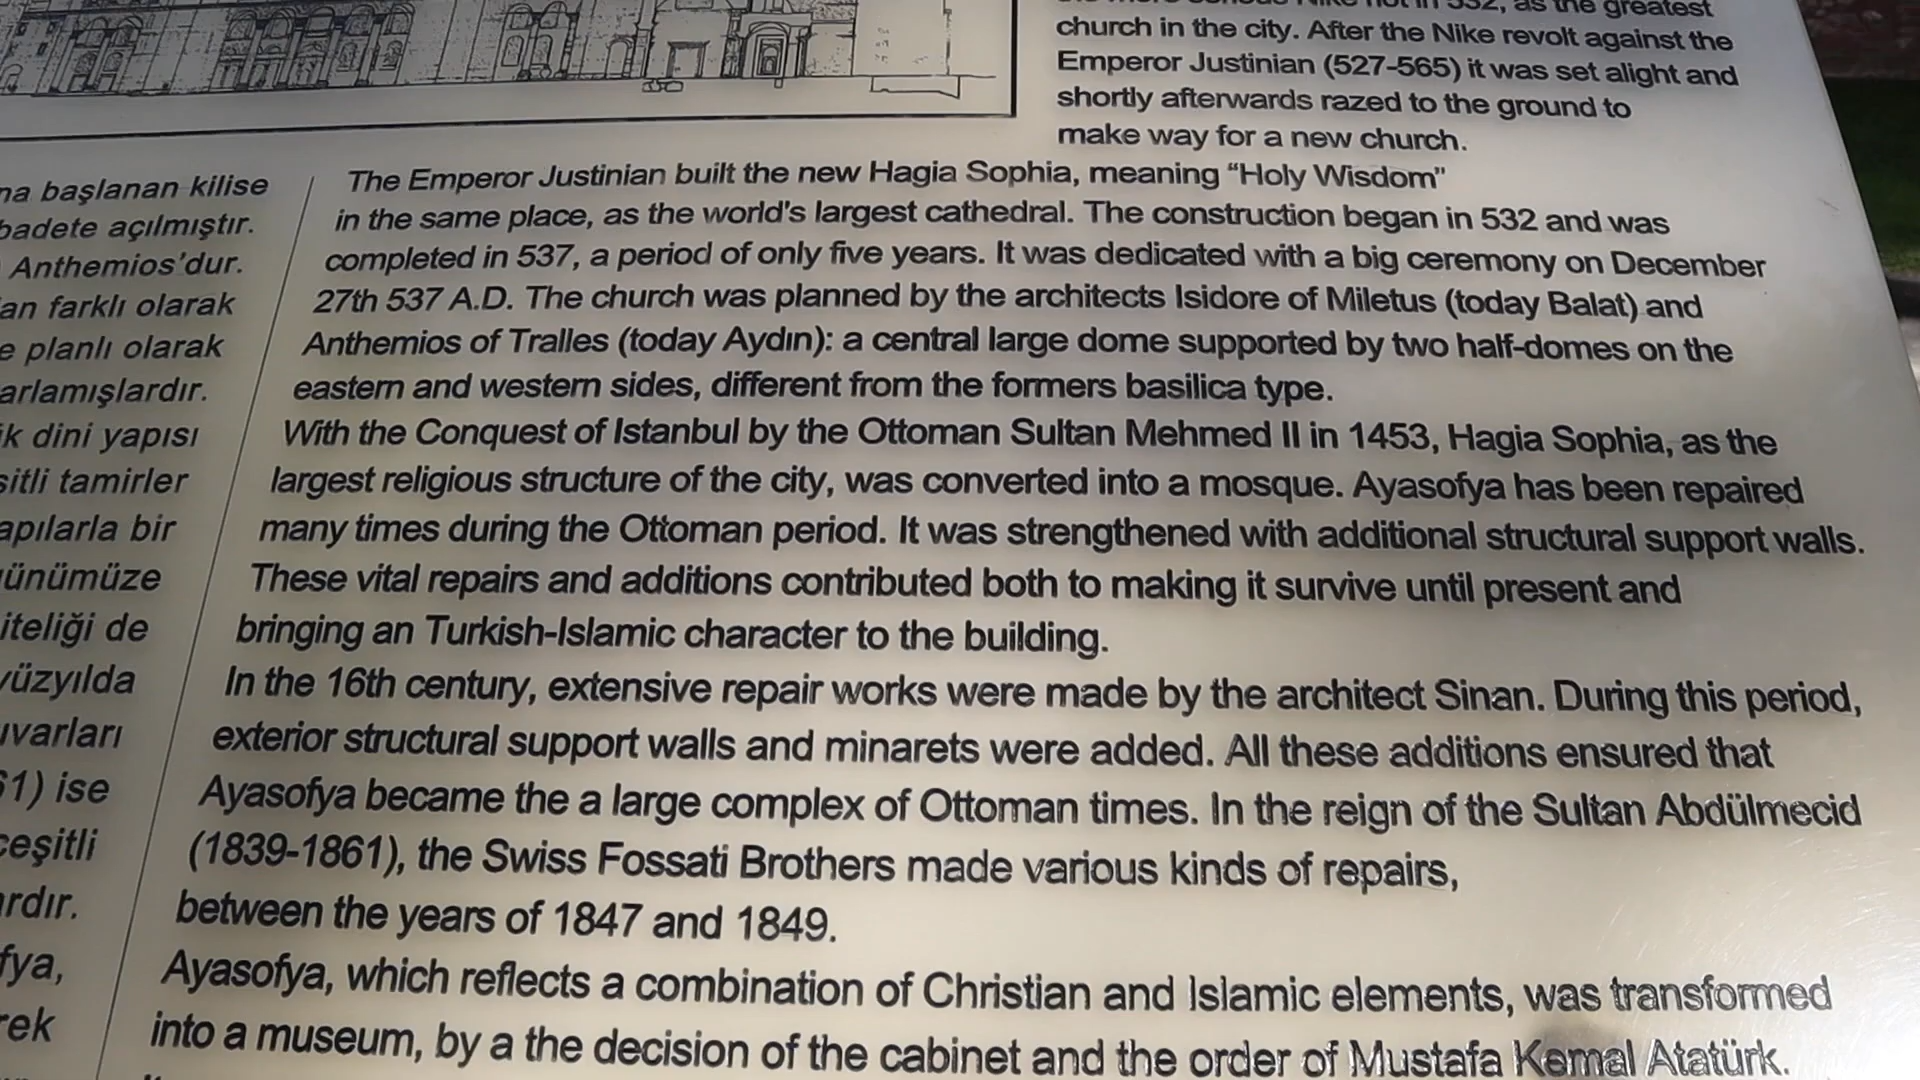 as the greatest
church in the city. After the Nike revolt against the
Emperor Justinian (527-565) it was set alight and
shortly afterwards razed to the ground to
make way for a new church.
na başlanan kilise
badete açılmıştır.
Anthemios'dur.
an farklı olarak
e planlı olarak
arlamışlardır.
ik dini yapısı
sitli tamirler
apılarla bir
günümüze
iteliği de
yüzyılda
uvarları
61) ise
çeşitli
ardır.
fya,
rek
The Emperor Justinian built the new Hagia Sophia, meaning “Holy Wisdom”
in the same place, as the world's largest cathedral. The construction began in 532 and was
completed in 537, a period of only five years. It was dedicated with a big ceremony on December
27th 537 A.D. The church was planned by the architects Isidore of Miletus (today Balat) and
Anthemios of Tralles (today Aydın): a central large dome supported by two half-domes on the
eastern and western sides, different from the formers basilica type.
With the Conquest of Istanbul by the Ottoman Sultan Mehmed II in 1453, Hagia Sophia, as the
largest religious structure of the city, was converted into a mosque. Ayasofya has been repaired
many times during the Ottoman period. It was strengthened with additional structural support walls.
These vital repairs and additions contributed both to making it survive until present and
bringing an Turkish-Islamic character to the building.
In the 16th century, extensive repair works were made by the architect Sinan. During this period,
exterior structural support walls and minarets were added. All these additions ensured that
Ayasofya became the a large complex of Ottoman times. In the reign of the Sultan Abdülmecid
(1839-1861), the Swiss Fossati Brothers made various kinds of repairs,
between the years of 1847 and 1849.
Ayasofya, which reflects a combination of Christian and Islamic elements, was transformed
into a museum, by a the decision of the cabinet and the order of Mustafa Kemal Atatürk.